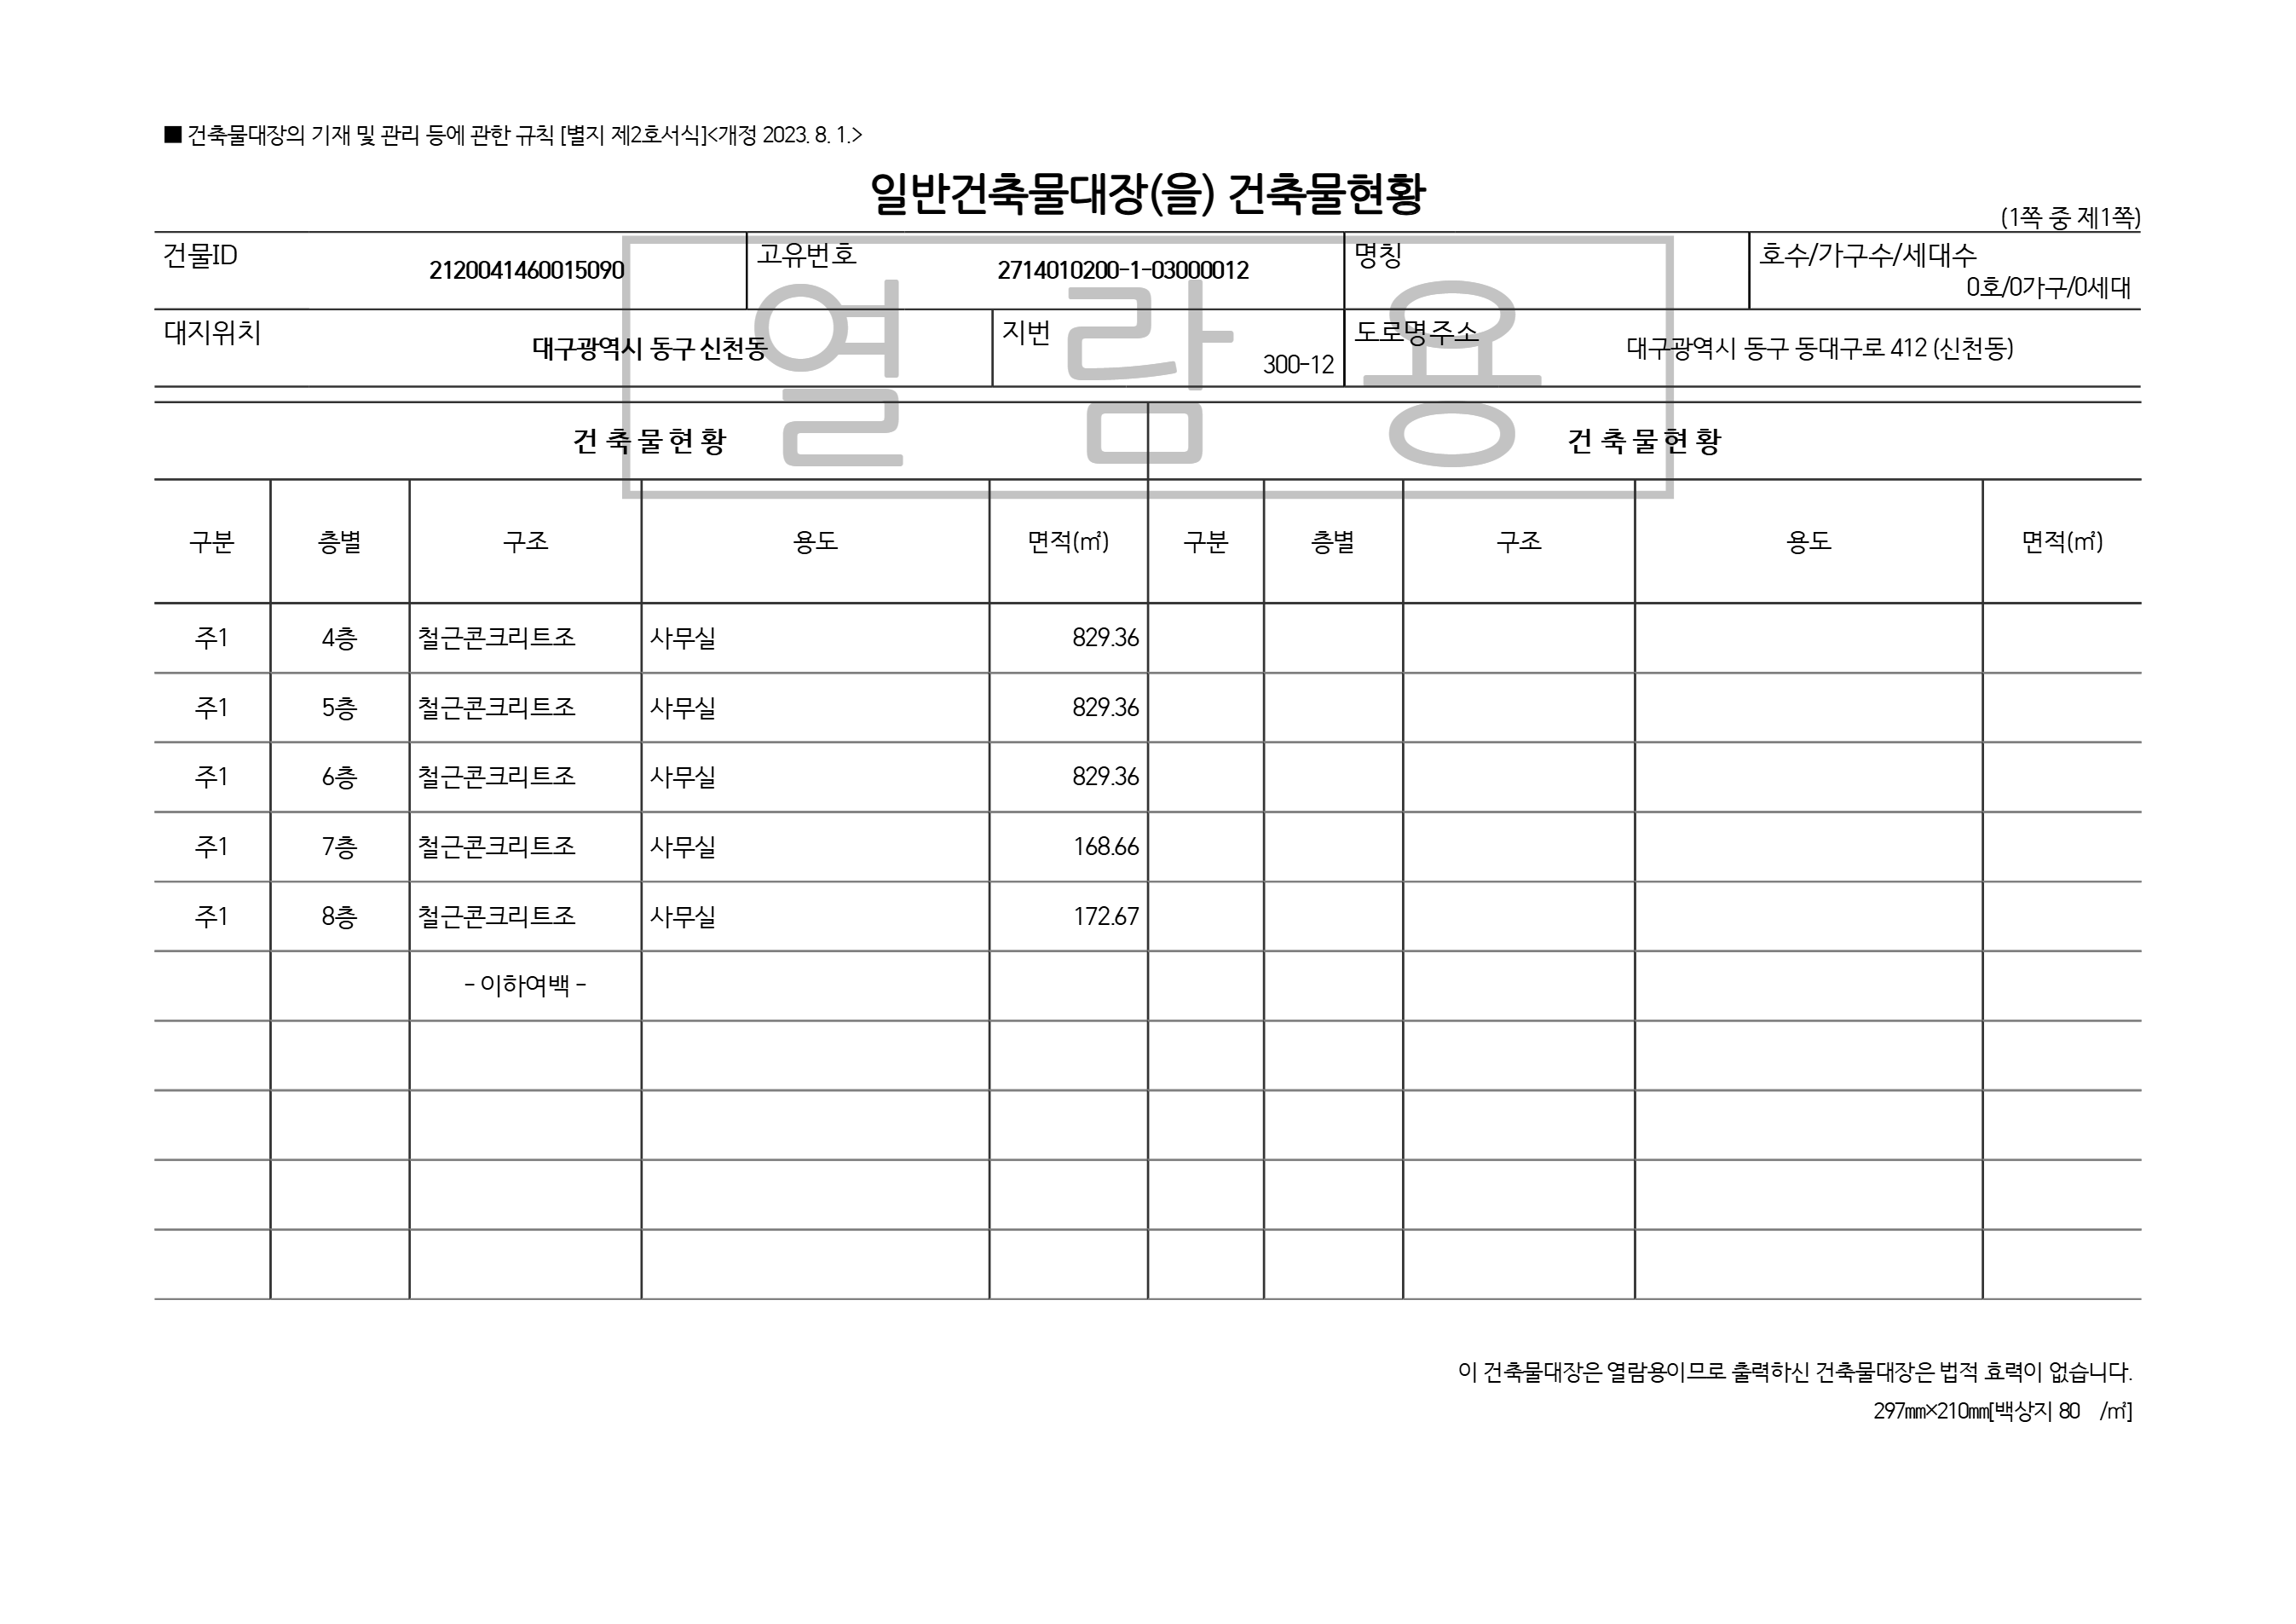 ■ 건축물대장의 기재 및 관리 등에 관한 규칙 [별지 제2호서식]<개정 2023. 8. 1.>
일반건축물대장(을) 건축물현황
(1쪽 중 제1쪽)
건물ID 2120041460015090 고유번호 2714010200-1-03000012 명칭 호수/가구수/세대수 0호/0가구/0세대
대지위치 대구광역시 동구 신천동 지번 300-12 도로명주소 대구광역시 동구 동대구로 412 (신천동)
열람용
건축물현황 건축물현황
구분 층별 구조 용도 면적(㎡) 구분 층별 구조 용도 면적(㎡)
주1 4층 철근콘크리트조 사무실 829.36
주1 5층 철근콘크리트조 사무실 829.36
주1 6층 철근콘크리트조 사무실 829.36
주1 7층 철근콘크리트조 사무실 168.66
주1 8층 철근콘크리트조 사무실 172.67
- 이하여백 -
이 건축물대장은 열람용이므로 출력하신 건축물대장은 법적 효력이 없습니다.
297㎜×210㎜[백상지 80 /㎡]